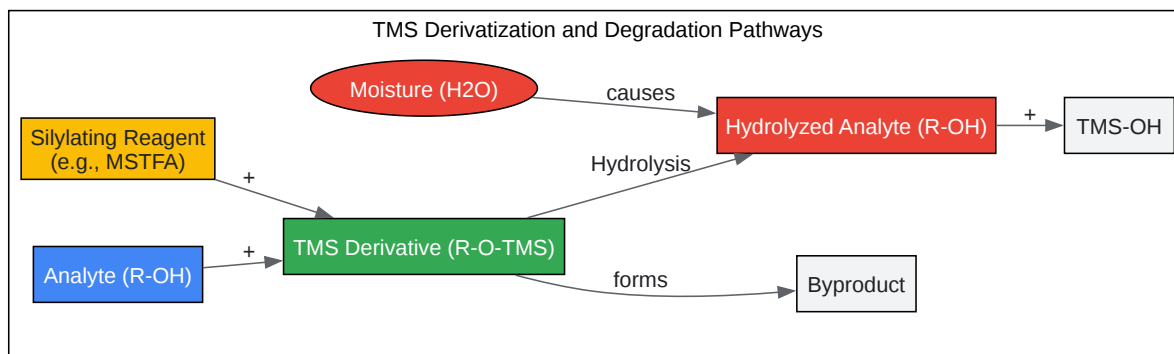 TMS Derivatization and Degradation Pathways
Moisture (H2O)
causes
Hydrolyzed Analyte (R-OH)
+
TMS-OH
Silylating Reagent
(e.g., MSTFA)
+
Hydrolysis
TMS Derivative (R-O-TMS)
Analyte (R-OH)
+
forms
Byproduct